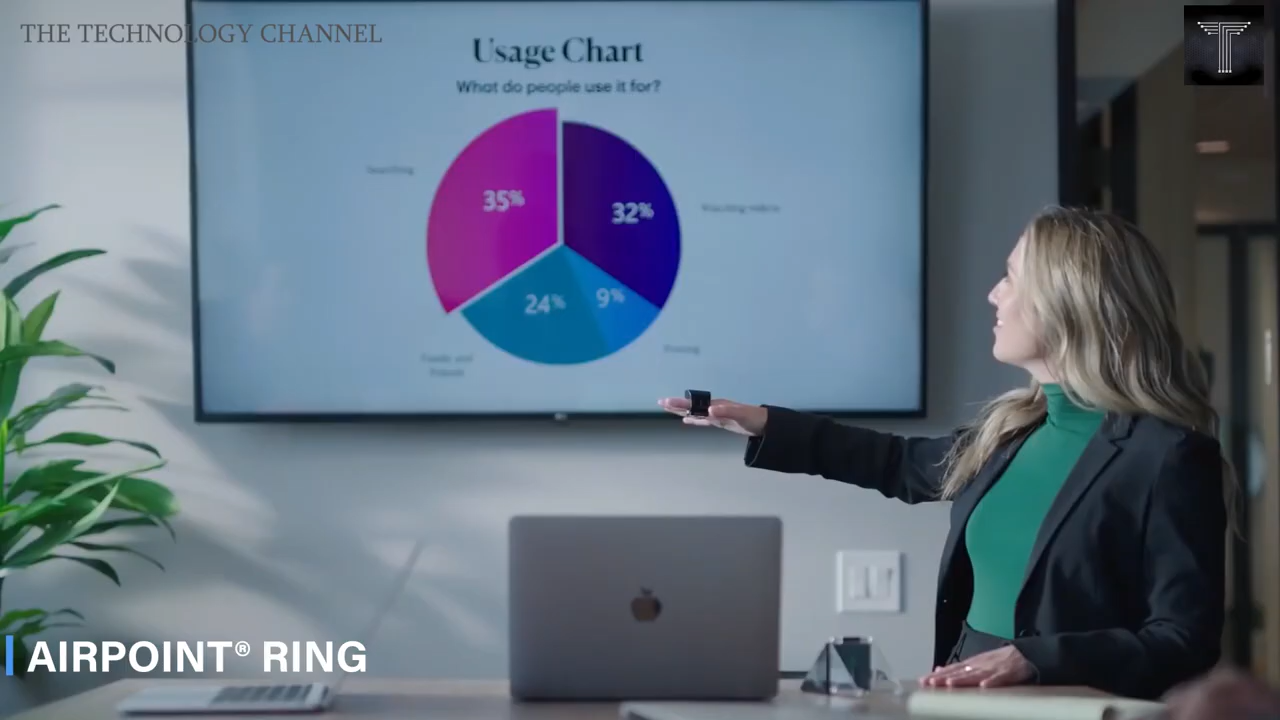 THE TECHNOLOGY CHANNEL
Usage Chart
What do people use it for?
35%
32%
24%
9%
AIRPOINT® RING